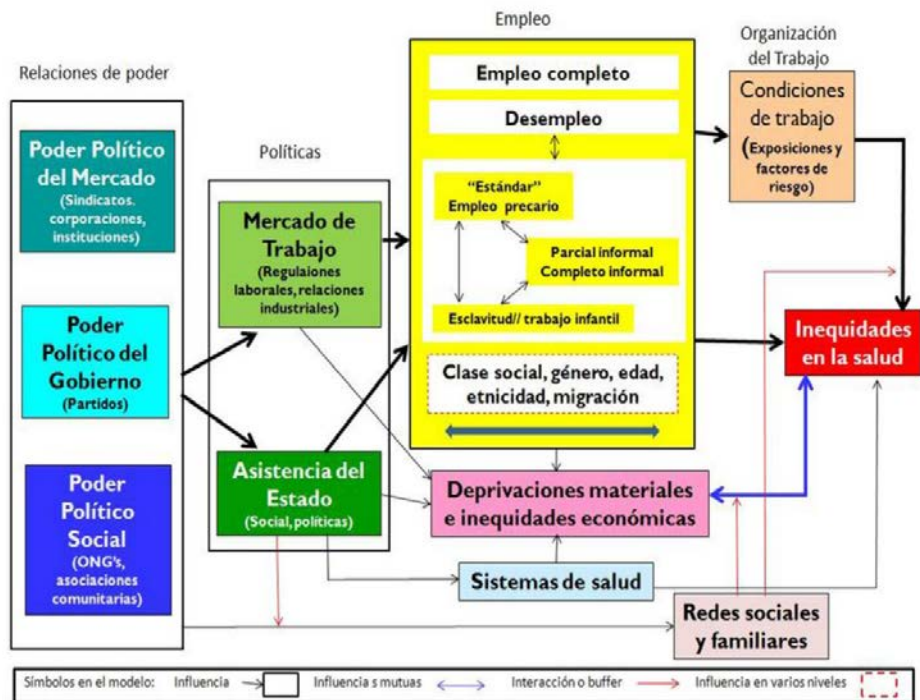 Relaciones de poder
Poder Político
del Mercado
(Sindicatos.
corporaciones,
instituciones)
Poder
Político del
Gobierno
(Partidos)
Poder
Político
Social
(ONG's,
asociaciones
comunitarias)
Políticas
Mercado de
Trabajo
(Regulaiones
laborales, relaciones
industriales)
Asistencia del
Estado
(Social, políticas)
Empleo
Empleo completo
Desempleo
“Estándar”
Empleo precario
Parcial informal
Completo informal
Esclavitud// trabajo infantil
Clase social, género, edad,
etnicidad, migración
Organización
del Trabajo
Condiciones
de trabajo
(Exposiciones y
factores de
riesgo)
Inequidades
en la salud
Deprivaciones materiales
e inequidades económicas
Sistemas de salud
Redes sociales
y familiares
Símbolos en el modelo: Influencia Influencia s mutuas Interacción o buffer Influencia en varios niveles